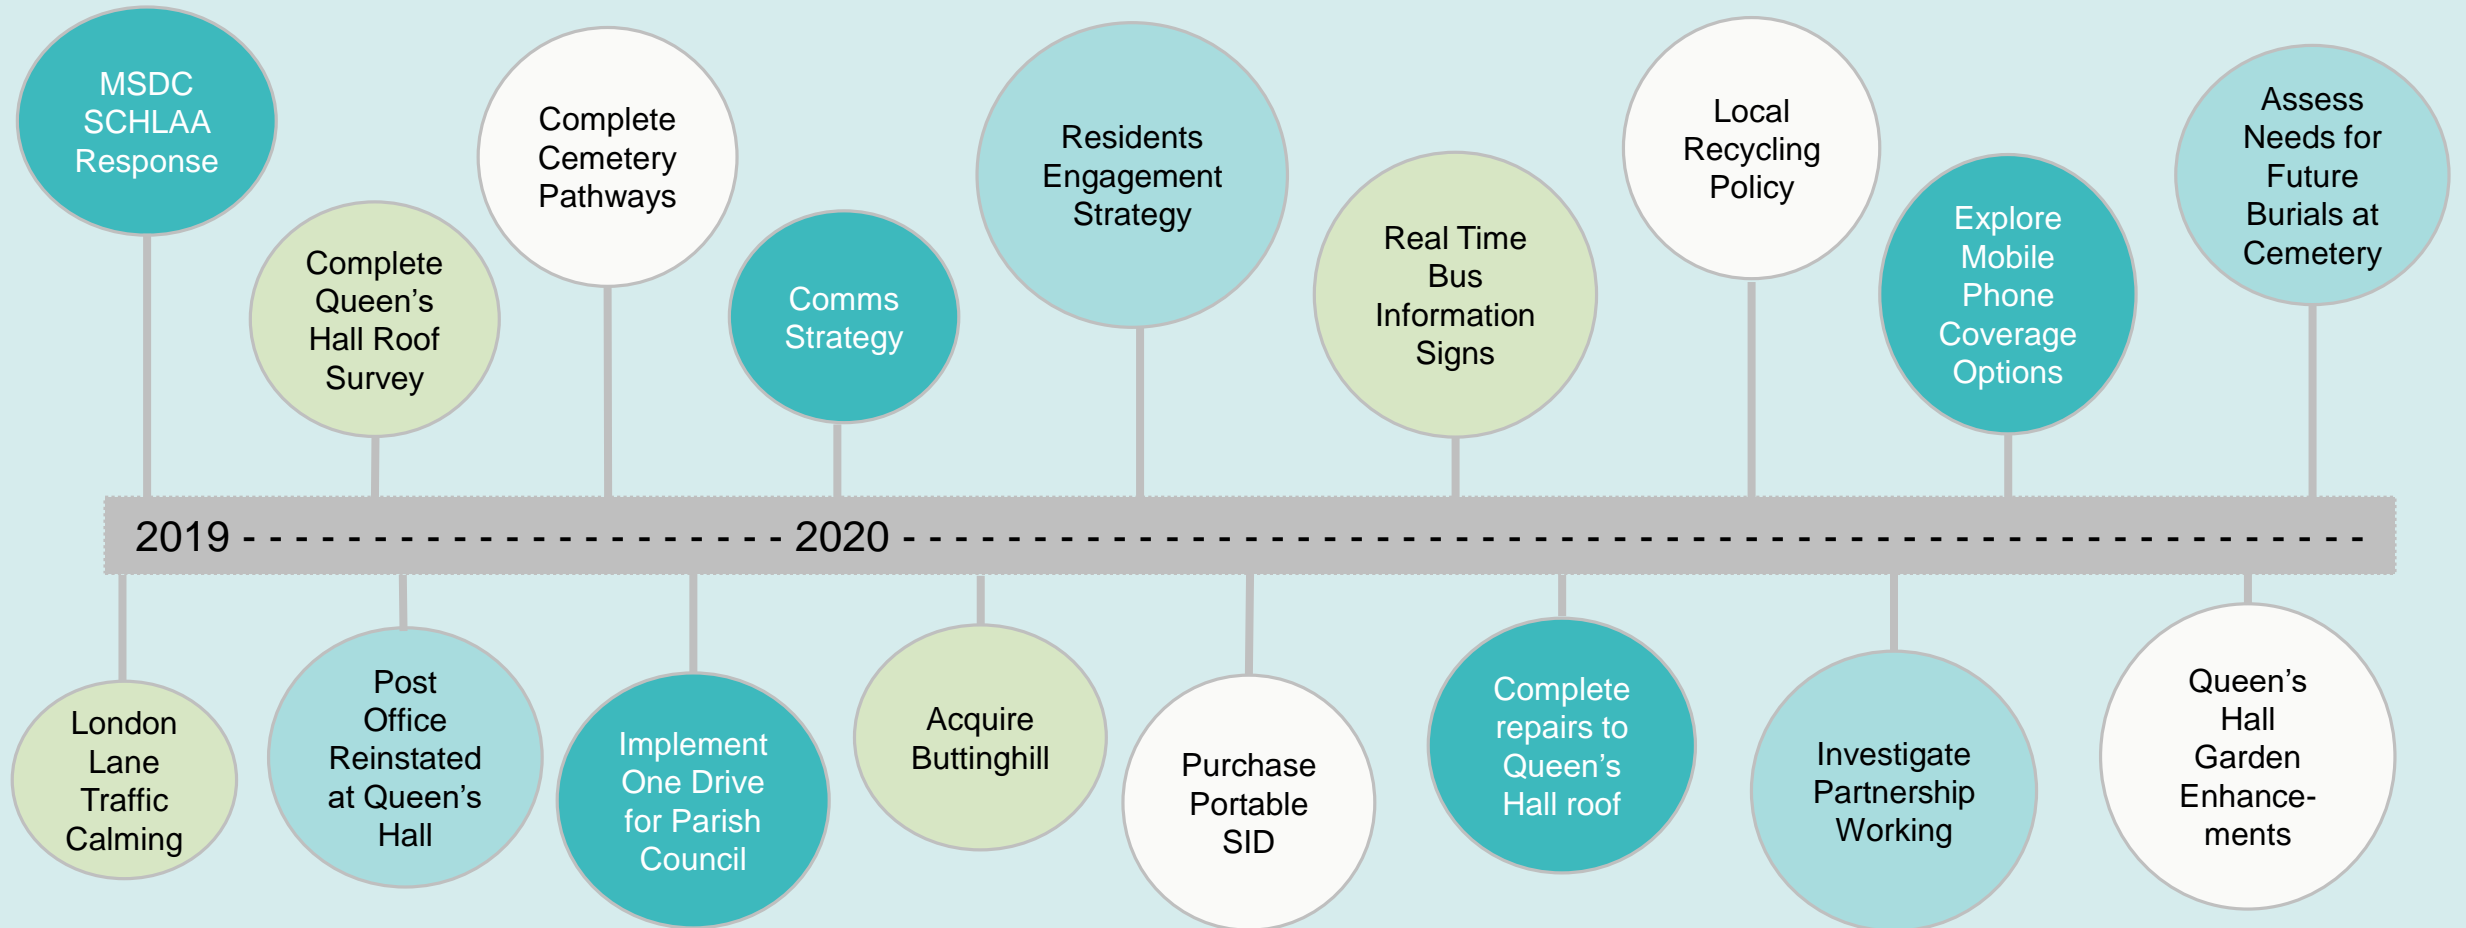 MSDC
SCHLAA
Response
Complete
Queen's
Hall Roof
Survey
Complete
Cemetery
Pathways
Comms
Strategy
Residents
Engagement
Strategy
Real Time
Bus
Information
Signs
Local
Recycling
Policy
Explore
Mobile
Phone
Coverage
Options
Assess
Needs for
Future
Burials at
Cemetery
2019 - - - - - - - - - - - - - - - - - - - - - 2020 - - - - - - - - - - - - - - - - - - - - - - - - - - - - - - - - - - - - - - - - - - - - - - - - - - - - - - - -
London
Lane
Traffic
Calming
Post
Office
Reinstated
at Queen's
Hall
Implement
One Drive
for Parish
Council
Acquire
Buttinghill
Purchase
Portable
SID
Complete
repairs to
Queen's
Hall roof
Investigate
Partnership
Working
Queen's
Hall
Garden
Enhance-
ments